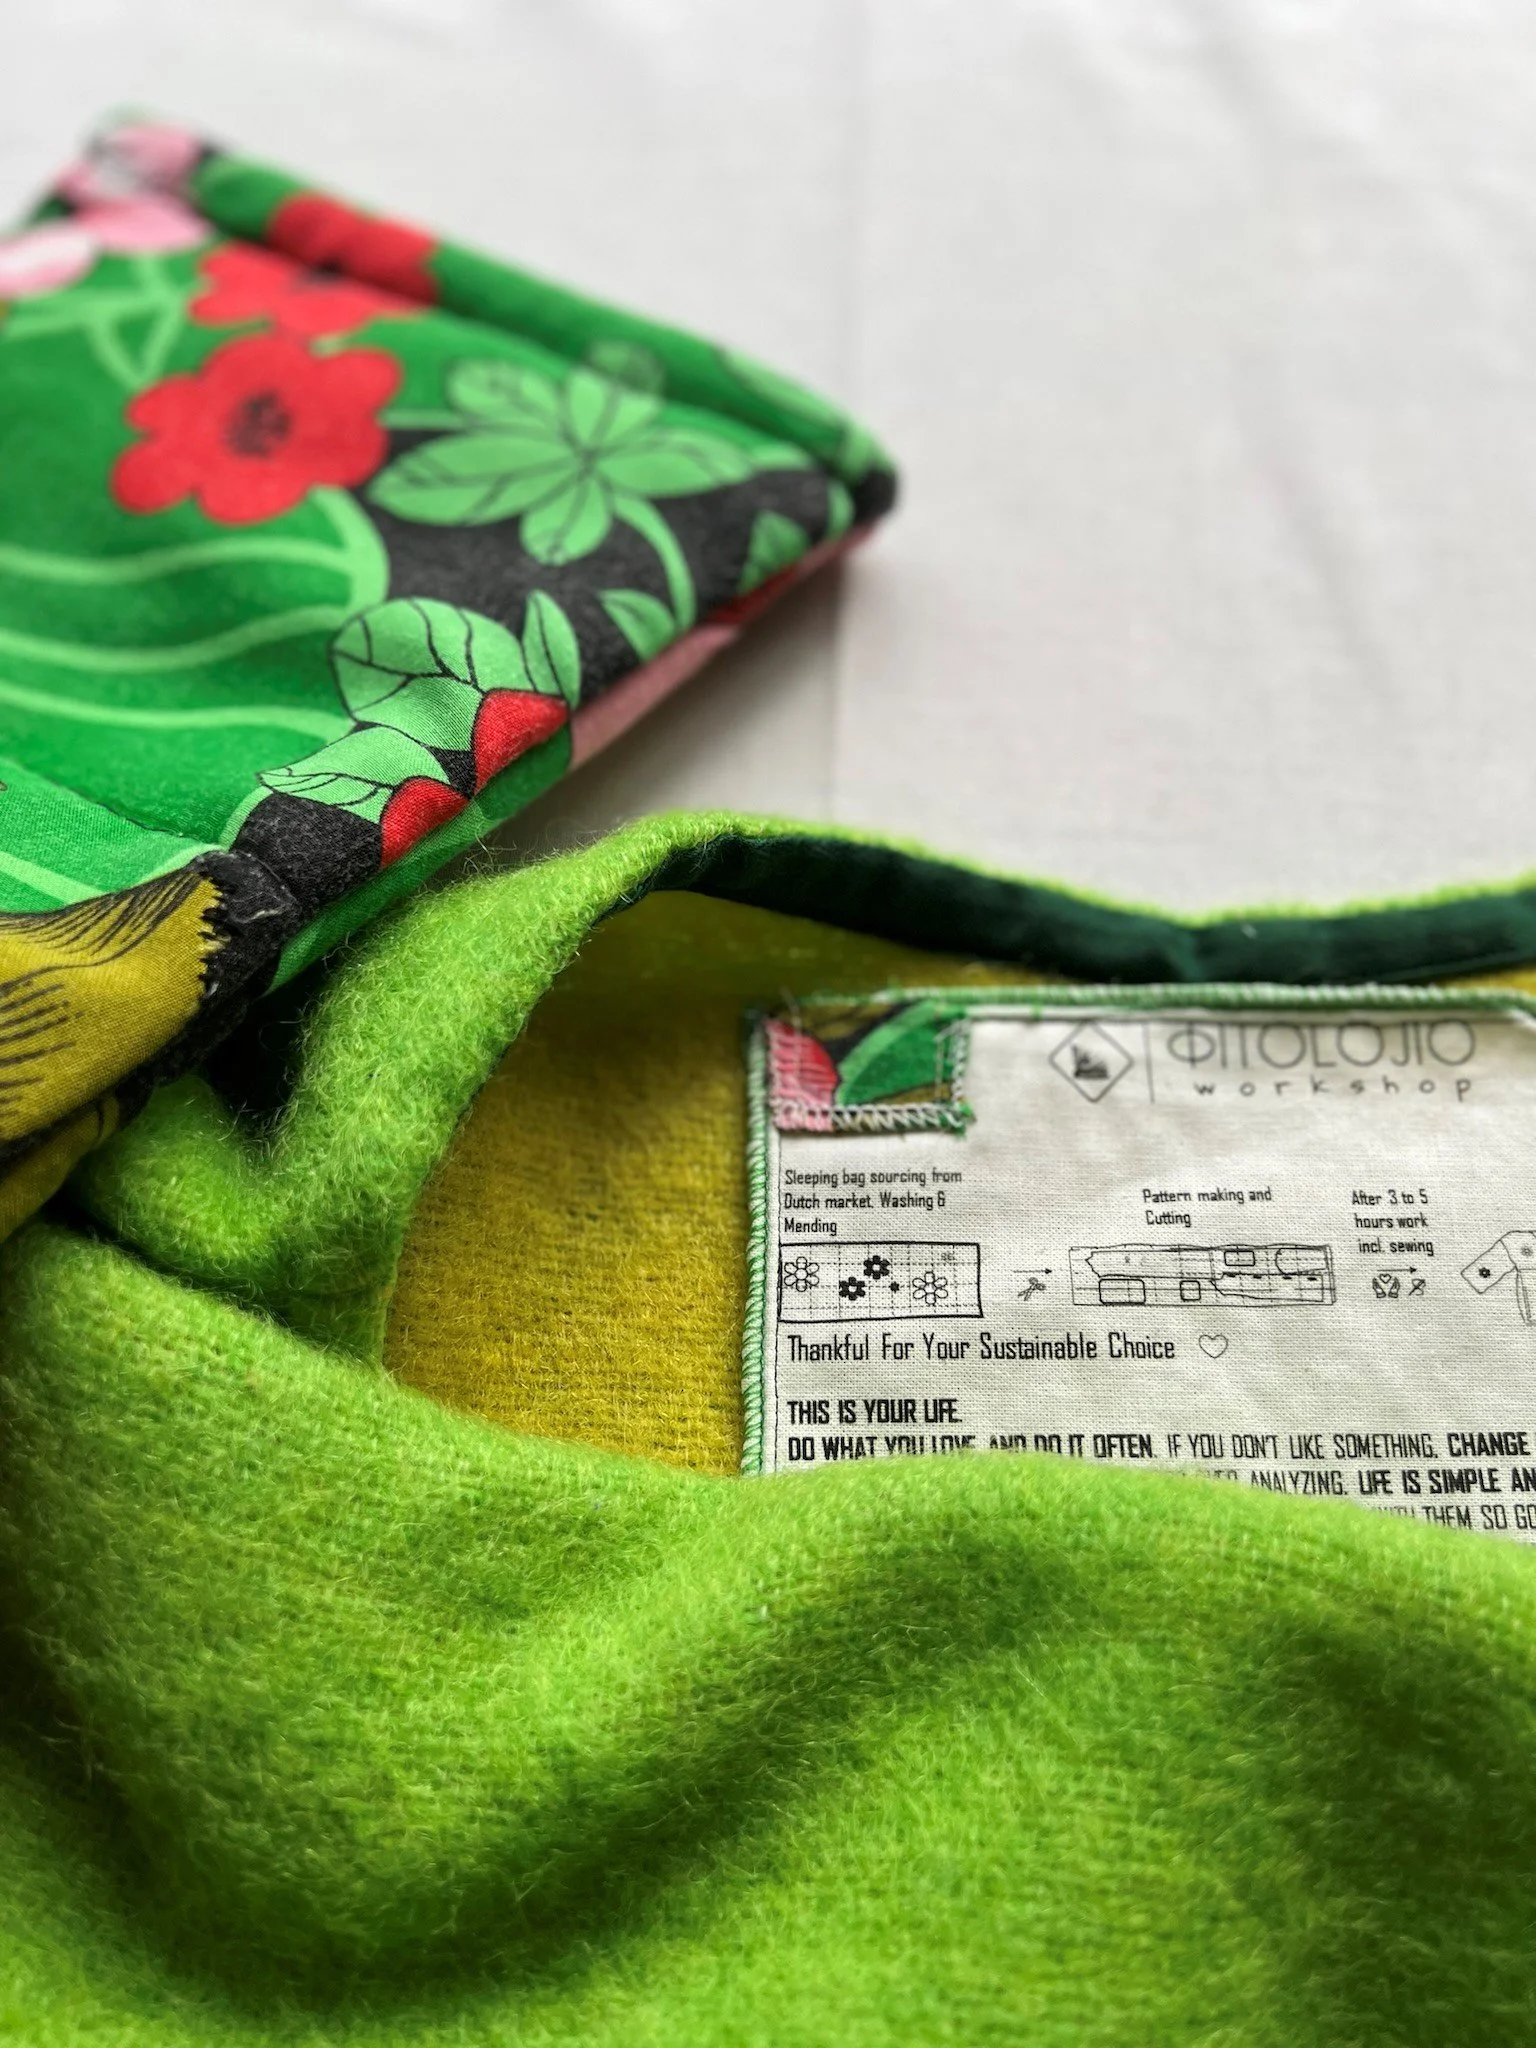 ΦITOLOJIO
workshop
Sleeping bag sourcing from
Dutch market. Washing &
Mending
Pattern making and
Cutting
After 3 to 5
hours work
incl. sewing
Thankful For Your Sustainable Choice
THIS IS YOUR LIFE.
DO WHAT YOU LOVE AND DO IT OFTEN. IF YOU DON'T LIKE SOMETHING, CHANGE
ANALYZING, LIFE IS SIMPLE AN
WITH THEM SO GO